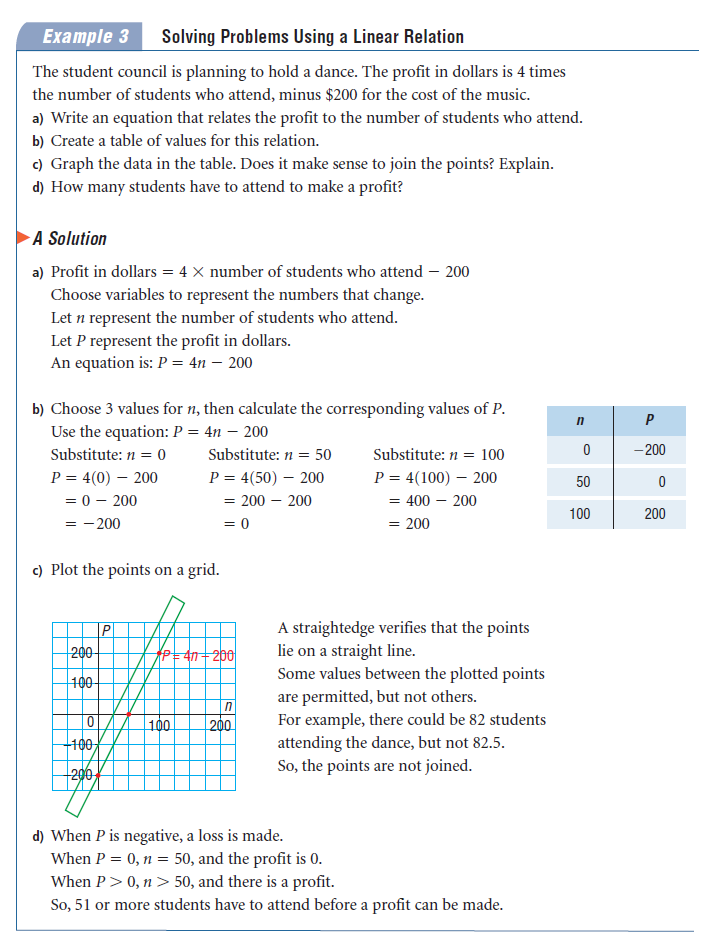 Example 3 Solving Problems Using a Linear Relation
The student council is planning to hold a dance. The profit in dollars is 4 times
the number of students who attend, minus $200 for the cost of the music.
a) Write an equation that relates the profit to the number of students who attend.
b) Create a table of values for this relation.
c) Graph the data in the table. Does it make sense to join the points? Explain.
d) How many students have to attend to make a profit?
A Solution
a) Profit in dollars = 4 × number of students who attend − 200
Choose variables to represent the numbers that change.
Let n represent the number of students who attend.
Let P represent the profit in dollars.
An equation is: P = 4n − 200
b) Choose 3 values for n, then calculate the corresponding values of P.
Use the equation: P = 4n − 200
Substitute: n = 0 Substitute: n = 50 Substitute: n = 100
P = 4(0) − 200 P = 4(50) − 200 P = 4(100) − 200
= 0 − 200 = 200 − 200 = 400 − 200
= −200 = 0 = 200
n P
0 −200
50 0
100 200
c) Plot the points on a grid.
P
200 P = 4n − 200
100
n
0 100 200
−100
−200
A straightedge verifies that the points
lie on a straight line.
Some values between the plotted points
are permitted, but not others.
For example, there could be 82 students
attending the dance, but not 82.5.
So, the points are not joined.
d) When P is negative, a loss is made.
When P = 0, n = 50, and the profit is 0.
When P > 0, n > 50, and there is a profit.
So, 51 or more students have to attend before a profit can be made.